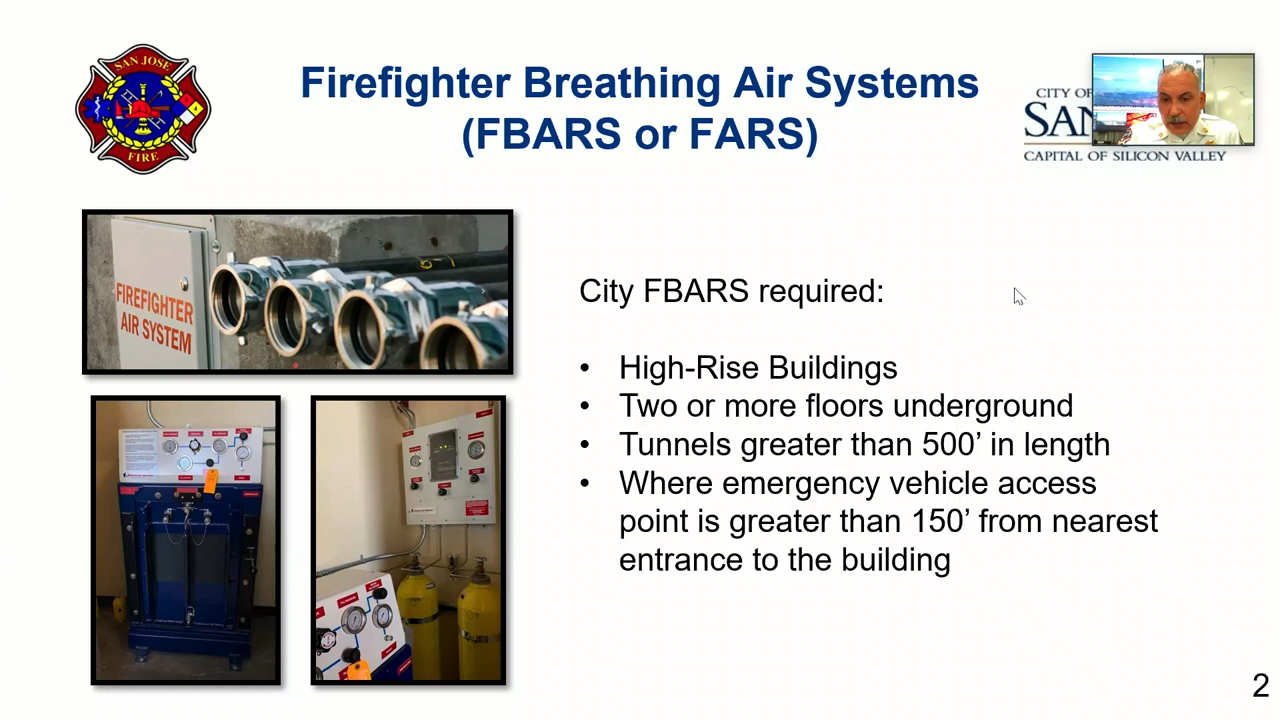 SAN JOSE
FIRE
Firefighter Breathing Air Systems
(FBARS or FARS)
CITY OF
SAN
CAPITAL OF SILICON VALLEY
FIREFIGHTER
AIR SYSTEM
City FBARS required:
• High-Rise Buildings
• Two or more floors underground
• Tunnels greater than 500’ in length
• Where emergency vehicle access
point is greater than 150’ from nearest
entrance to the building
2